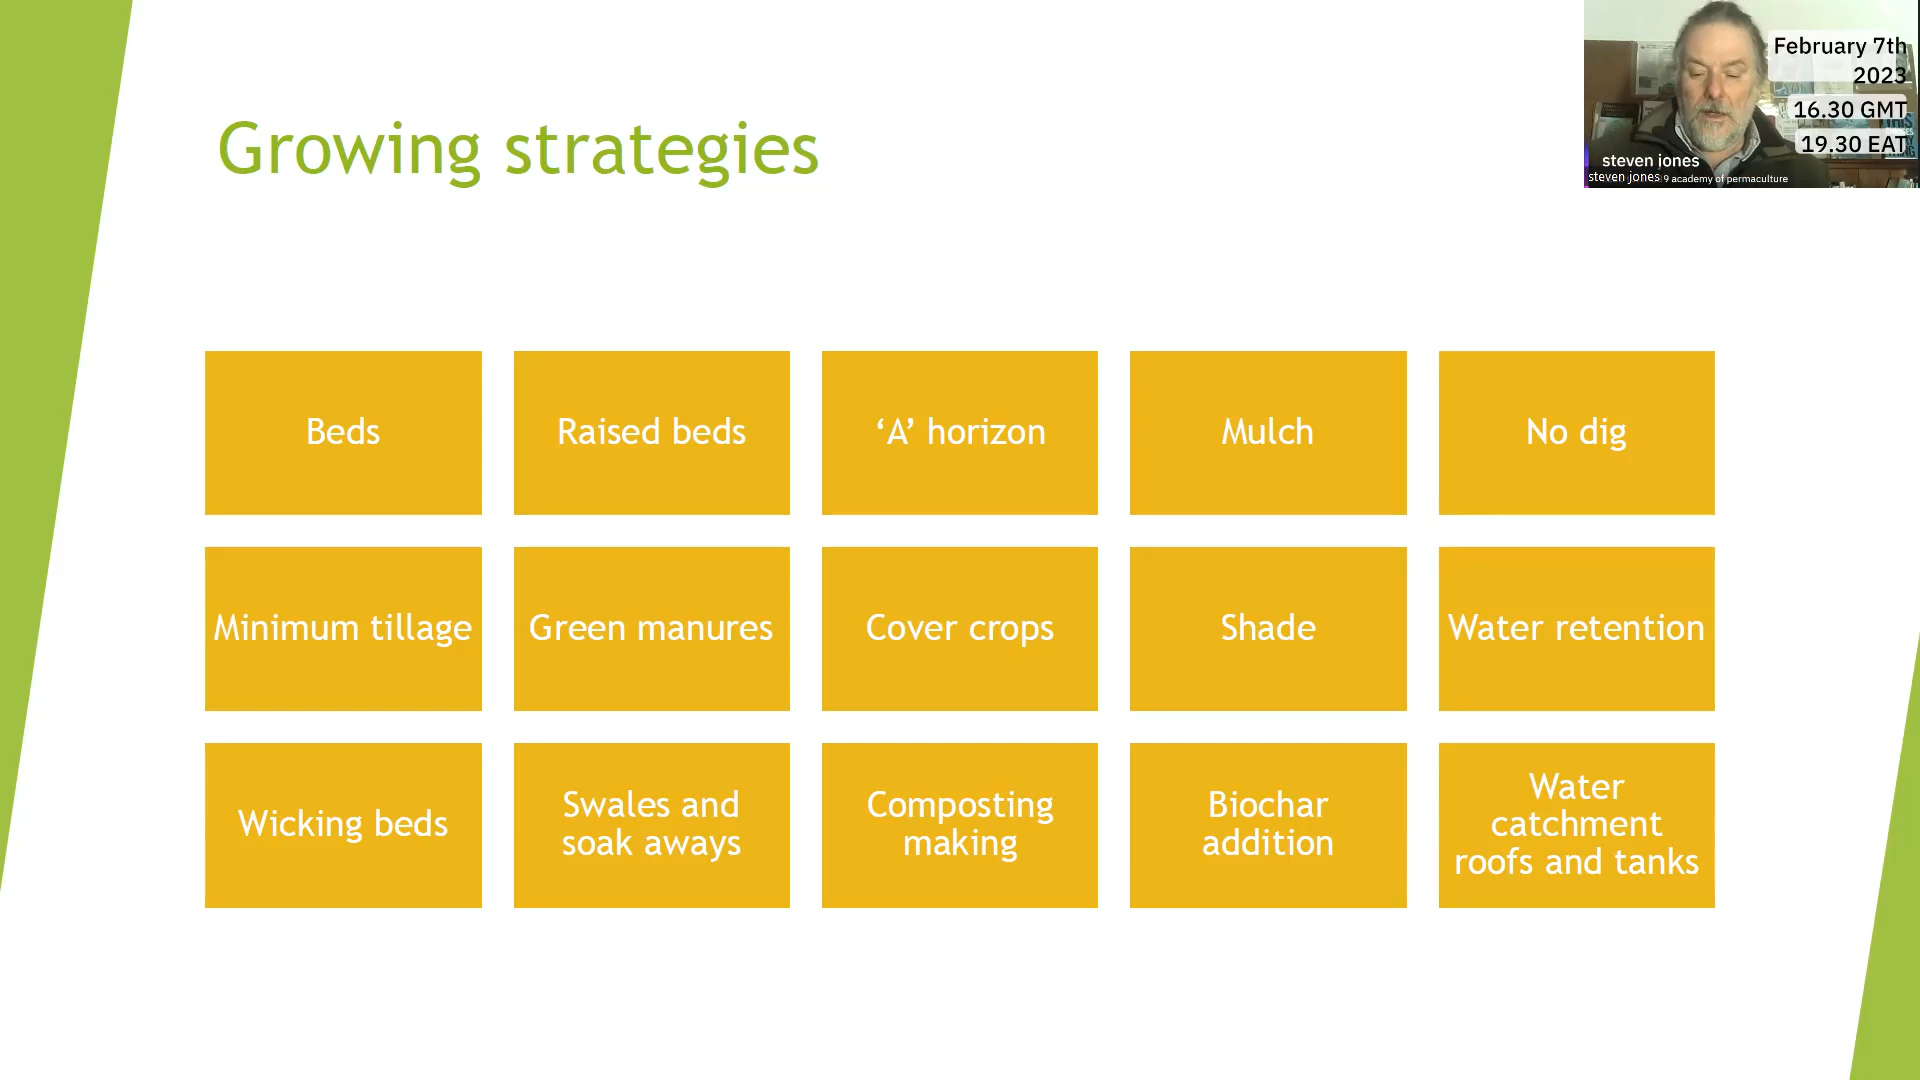 Growing strategies
February 7th
2023
16.30 GMT
19.30 EAT
steven jones
steven jones
9 academy of permaculture
Beds
Raised beds
‘A’ horizon
Mulch
No dig
Minimum tillage
Green manures
Cover crops
Shade
Water retention
Wicking beds
Swales and
soak aways
Composting
making
Biochar
addition
Water
catchment
roofs and tanks